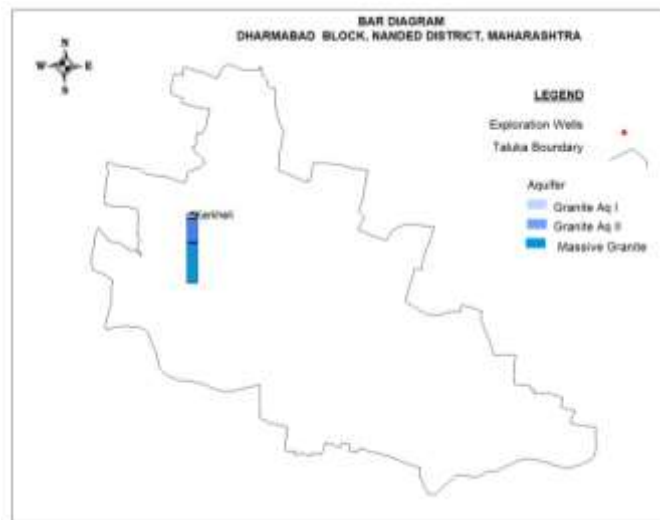 BAR DIAGRAM
DHARMABAD BLOCK, NANDED DISTRICT, MAHARASHTRA
N
W E
S
LEGEND
Exploration Wells
Taluka Boundary
Aquifer
Granite Aq I
Granite Aq II
Massive Granite
Karkheli